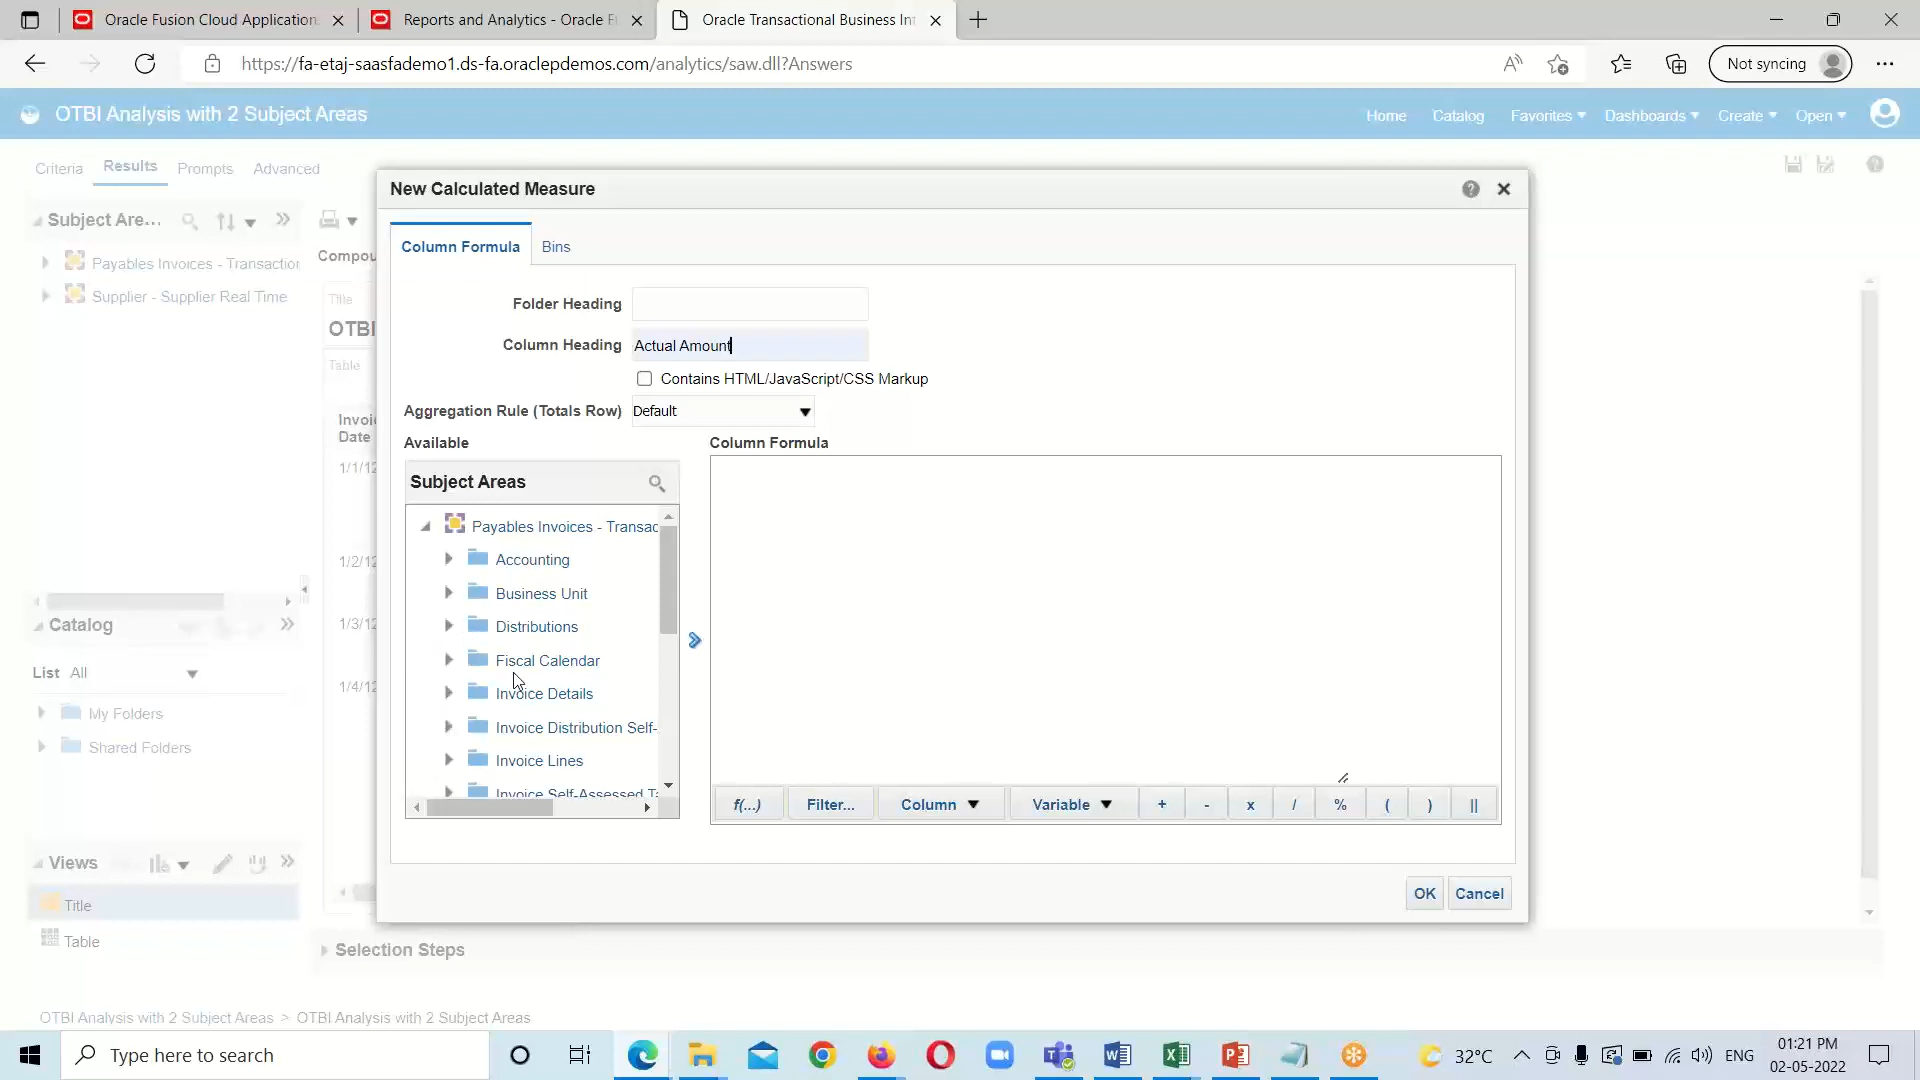 Oracle Fusion Cloud Application
Reports and Analytics - Oracle F
Oracle Transactional Business Int
https://fa-etaj-saasfademo1.ds-fa.oraclepdemos.com/analytics/saw.dll?Answers
Not syncing
OTBI Analysis with 2 Subject Areas
Home
Catalog
Favorites
Dashboards
Create
Open
Criteria
Results
Prompts
Advanced
Subject Are...
Payables Invoices - Transaction
Supplier - Supplier Real Time
Compou
Title
OTBI
Table
Invoi
Date
1/1/12
1/2/12
1/3/12
1/4/12
New Calculated Measure
Column Formula
Bins
Folder Heading
Column Heading
Actual Amount
Contains HTML/JavaScript/CSS Markup
Aggregation Rule (Totals Row)
Default
Available
Column Formula
Subject Areas
Payables Invoices - Transac
Accounting
Business Unit
Distributions
Fiscal Calendar
Invoice Details
Invoice Distribution Self-
Invoice Lines
Invoice Self-Assessed Ta
f(...)
Filter...
Column
Variable
+
-
x
/
%
(
)
||
OK
Cancel
Catalog
List All
My Folders
Shared Folders
Views
Title
Table
Selection Steps
OTBI Analysis with 2 Subject Areas > OTBI Analysis with 2 Subject Areas
Type here to search
32°C
ENG
01:21 PM
02-05-2022